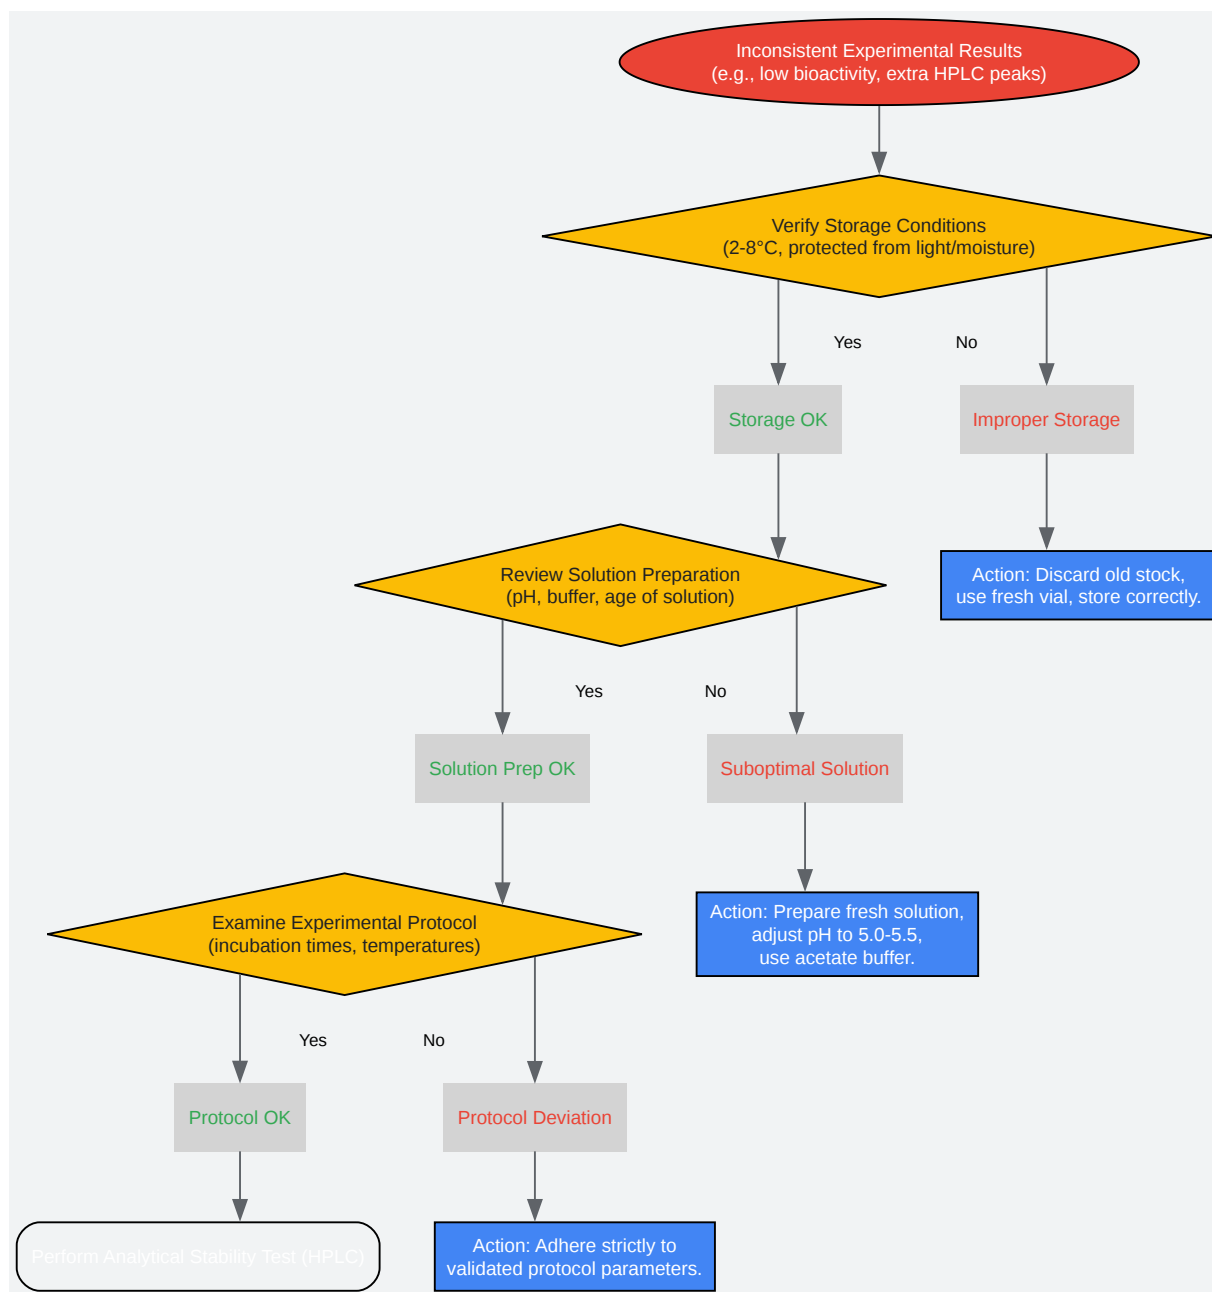 Inconsistent Experimental Results
(e.g., low bioactivity, extra HPLC peaks)
Verify Storage Conditions
(2-8°C, protected from light/moisture)
Yes
No
Storage OK
Improper Storage
Review Solution Preparation
(pH, buffer, age of solution)
Action: Discard old stock,
use fresh vial, store correctly.
Yes
No
Solution Prep OK
Suboptimal Solution
Examine Experimental Protocol
(incubation times, temperatures)
Action: Prepare fresh solution,
adjust pH to 5.0-5.5,
use acetate buffer.
Yes
No
Protocol OK
Protocol Deviation
Perform Analytical Stability Test (HPLC)
Action: Adhere strictly to
validated protocol parameters.